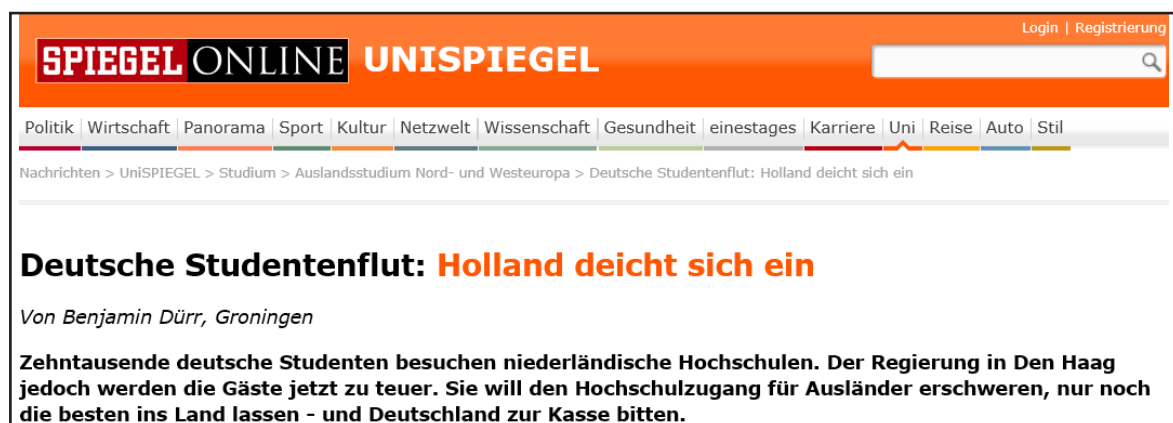 Login | Registrierung
SPIEGEL ONLINE UNISPIEGEL
Politik | Wirtschaft | Panorama | Sport | Kultur | Netzwelt | Wissenschaft | Gesundheit | einestages | Karriere | Uni | Reise | Auto | Stil
Nachrichten > UniSPIEGEL > Studium > Auslandsstudium Nord- und Westeuropa > Deutsche Studentenflut: Holland deicht sich ein
Deutsche Studentenflut: Holland deicht sich ein
Von Benjamin Dürr, Groningen
Zehntausende deutsche Studenten besuchen niederländische Hochschulen. Der Regierung in Den Haag
jedoch werden die Gäste jetzt zu teuer. Sie will den Hochschulzugang für Ausländer erschweren, nur noch
die besten ins Land lassen - und Deutschland zur Kasse bitten.